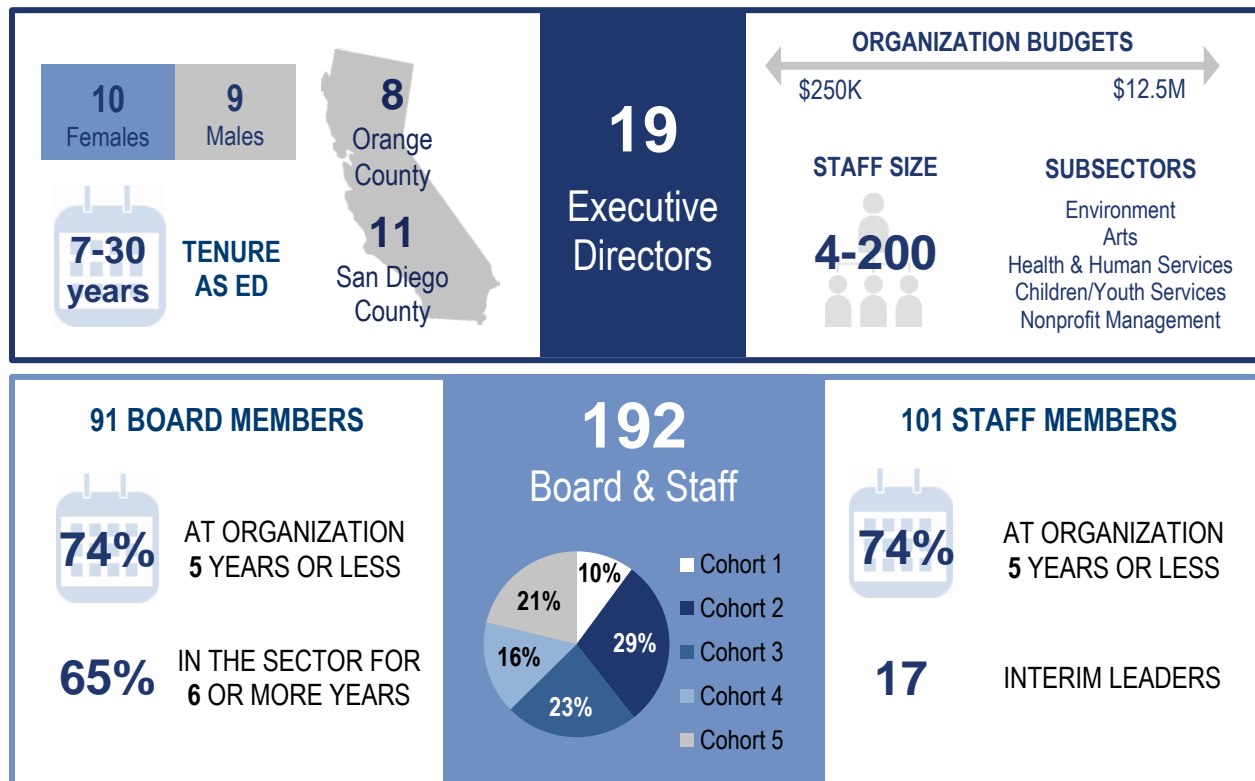 10
Females
9
Males
7-30
years
TENURE
AS ED
8
Orange
County
11
San Diego
County
19
Executive
Directors
ORGANIZATION BUDGETS
$250K
$12.5M
STAFF SIZE
4-200
SUBSECTORS
Environment
Arts
Health & Human Services
Children/Youth Services
Nonprofit Management
91 BOARD MEMBERS
74%
AT ORGANIZATION
5 YEARS OR LESS
65%
IN THE SECTOR FOR
6 OR MORE YEARS
192
Board & Staff
10%
29%
23%
16%
21%
Cohort 1
Cohort 2
Cohort 3
Cohort 4
Cohort 5
101 STAFF MEMBERS
74%
AT ORGANIZATION
5 YEARS OR LESS
17
INTERIM LEADERS